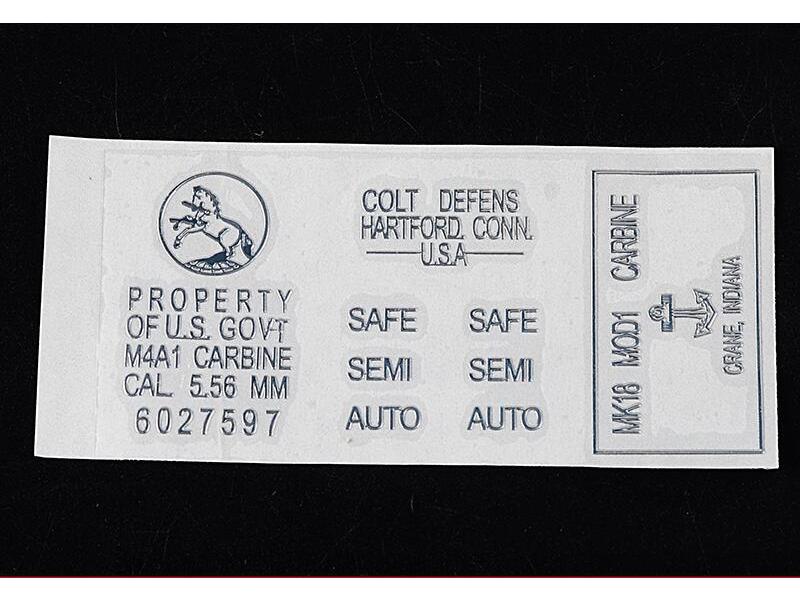 PROPERTY
OF U.S. GOV'T
M4A1 CARBINE
CAL. 5.56 MM
6027597
COLT DEFENS
HARTFORD. CONN.
U.S.A
SAFE
SEMI
AUTO
SAFE
SEMI
AUTO
MK18 MOD1 CARBINE
CRANE, INDIANA